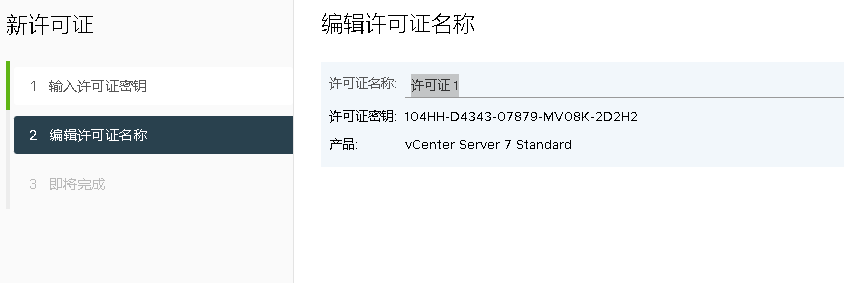 新许可证
1 输入许可证密钥
2 编辑许可证名称
3 即将完成
编辑许可证名称
许可证名称: 许可证 1
许可证密钥: 104HH-D4343-07879-MV08K-2D2H2
产品: vCenter Server 7 Standard